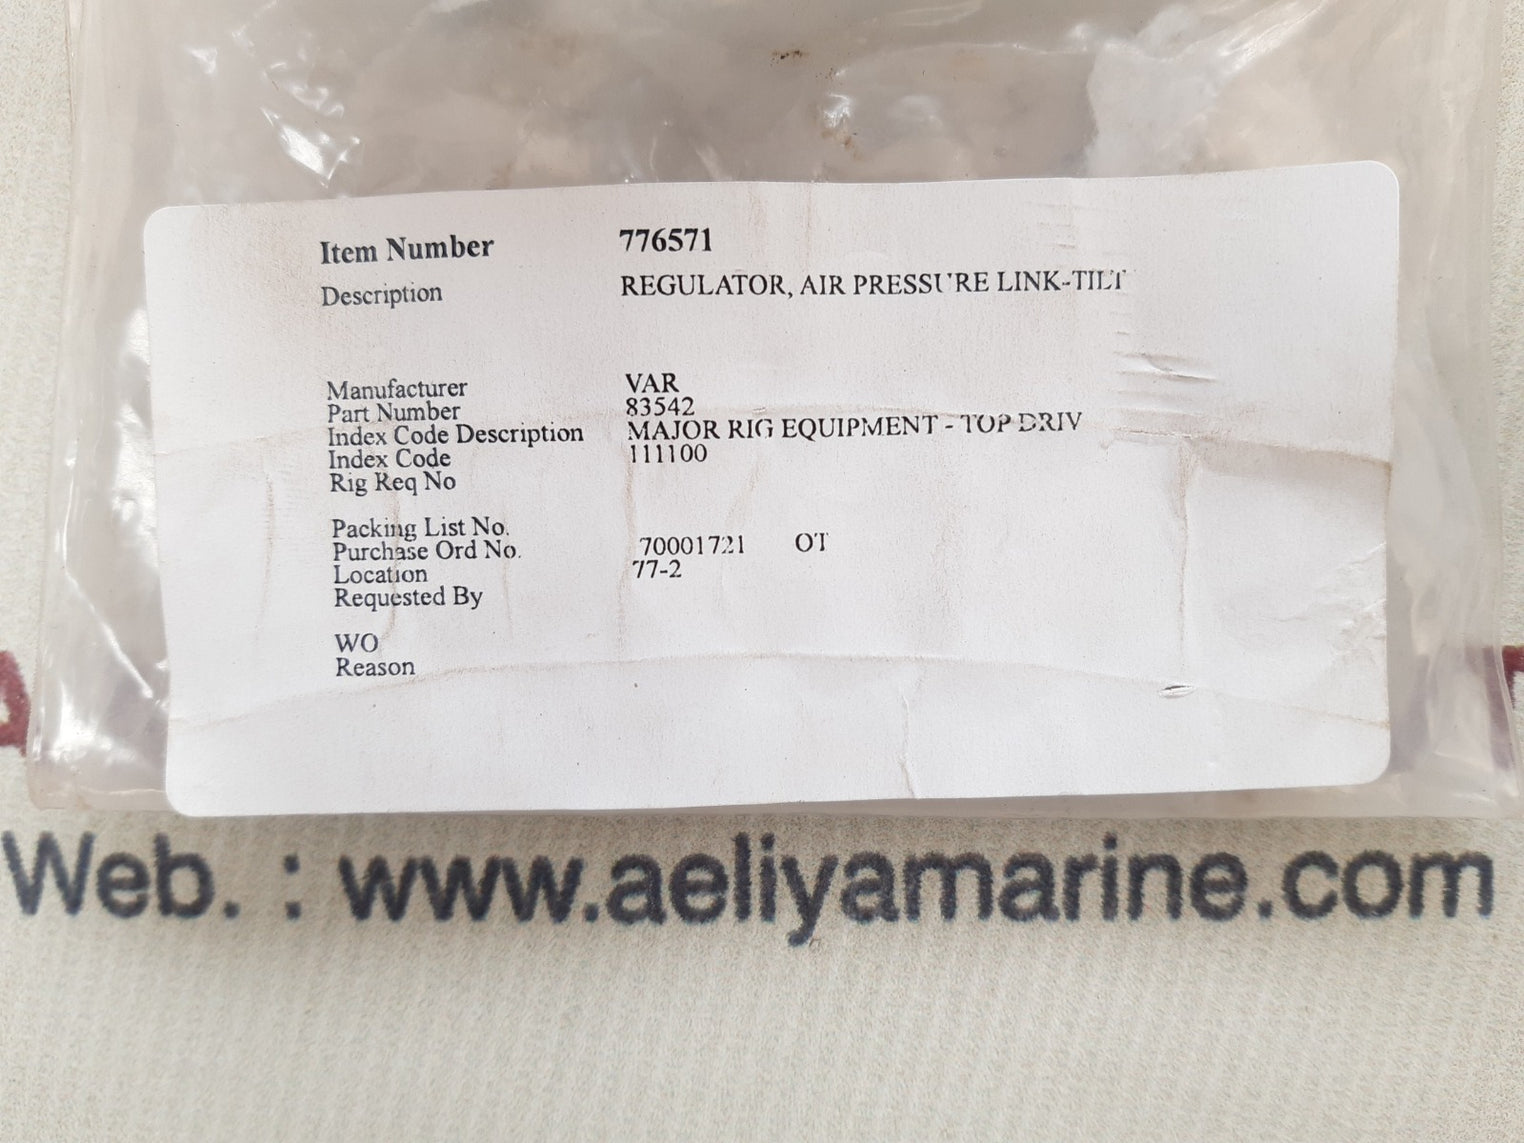 Item Number 776571
Description REGULATOR, AIR PRESSURE LINK-TILT
Manufacturer VAR
Part Number 83542
Index Code Description MAJOR RIG EQUIPMENT - TOP DRIV
Index Code 111100
Rig Req No
Packing List No.
Purchase Ord No. 70001721 OT
Location 77-2
Requested By
WO
Reason
Web. : www.aeliyamarine.com